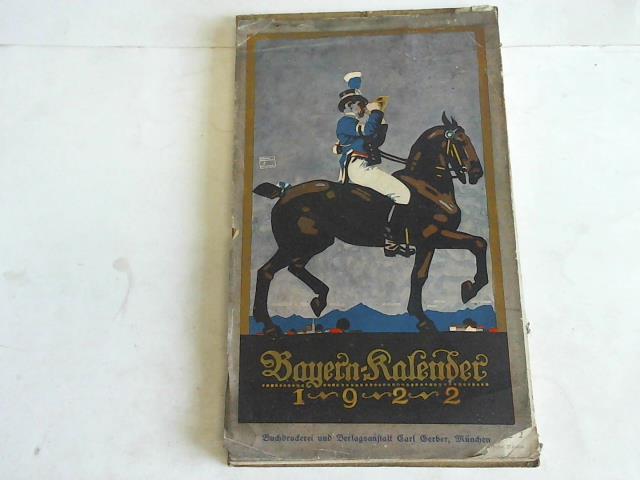 Bayern-Kalender
1922
Buchdruckerei und Verlagsanstalt Carl Gerber, München